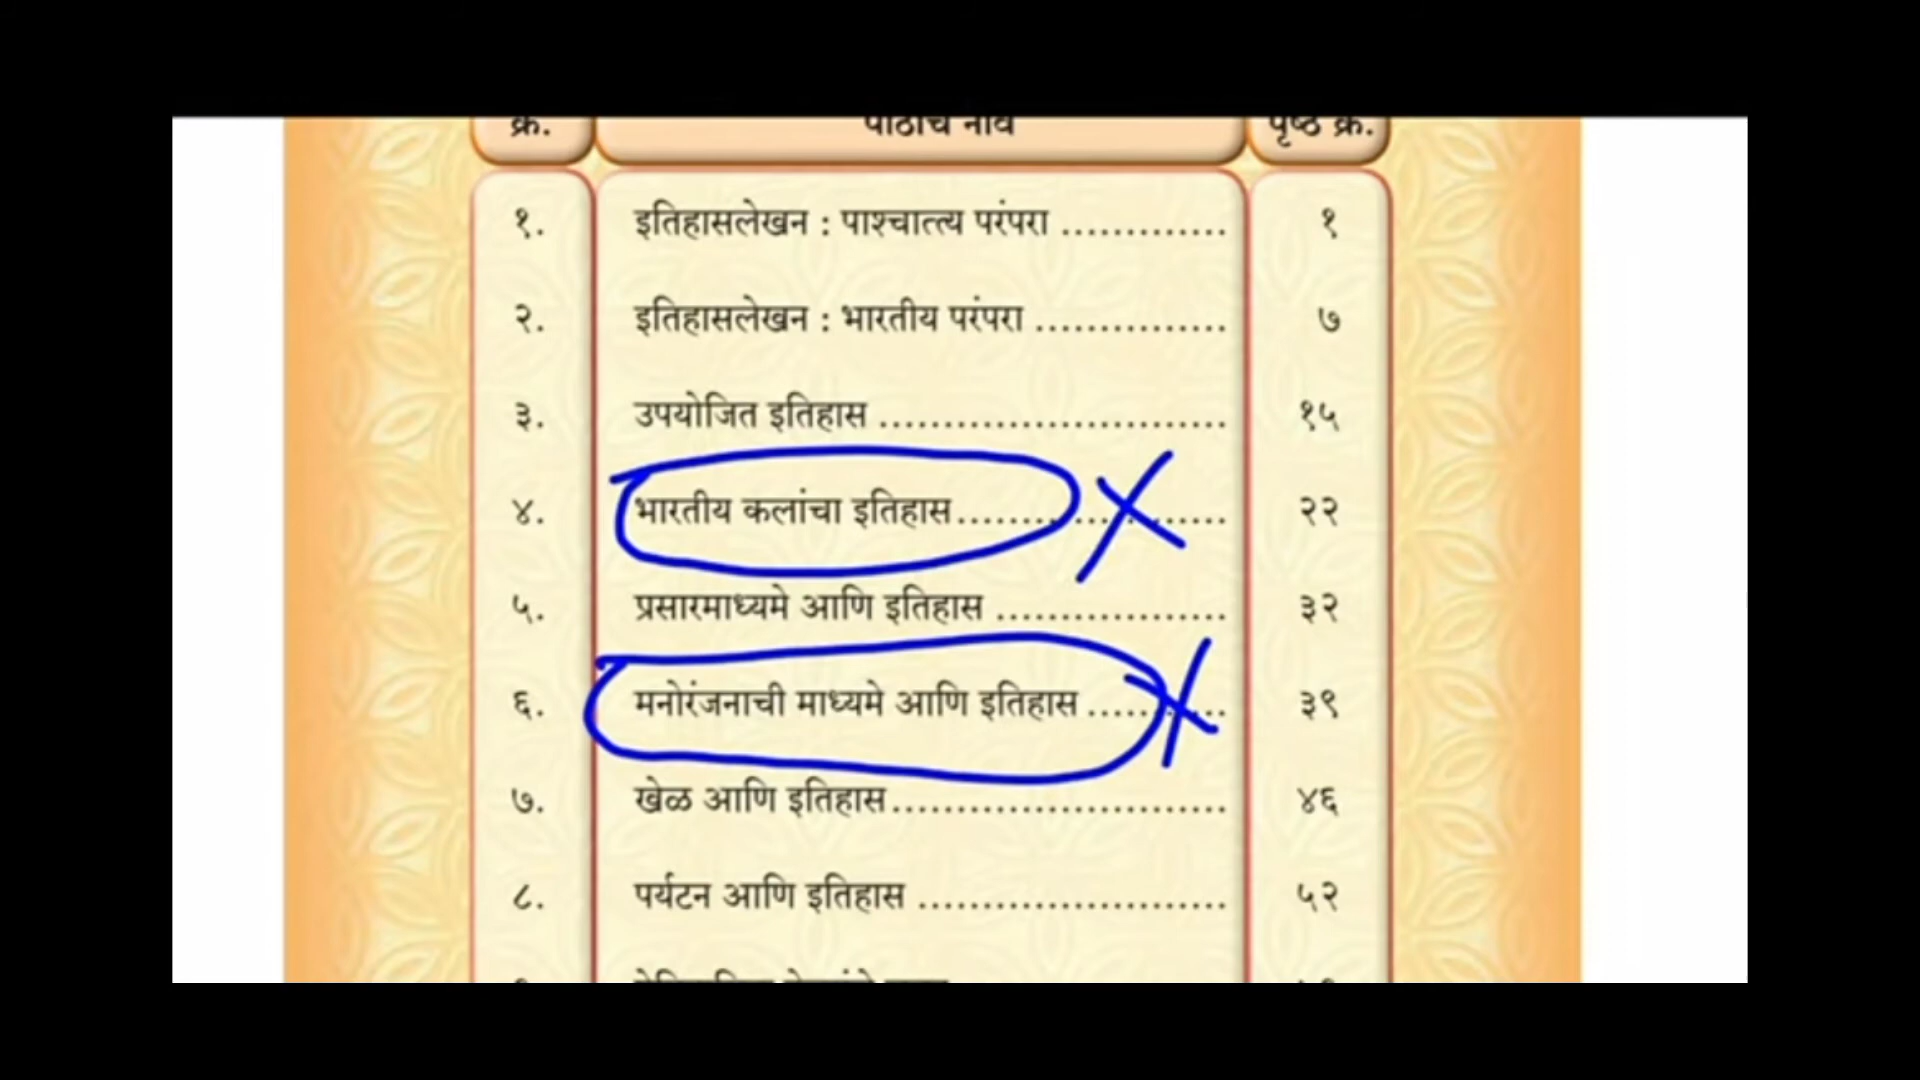 क्र. पाठाचे नाव पृष्ठ क्र.
१. इतिहासलेखन : पाश्चात्त्य परंपरा ............. १
२. इतिहासलेखन : भारतीय परंपरा ............... ७
३. उपयोजित इतिहास ........................... १५
४. भारतीय कलांचा इतिहास..................... २२
५. प्रसारमाध्यमे आणि इतिहास .................. ३२
६. मनोरंजनाची माध्यमे आणि इतिहास ........... ३९
७. खेळ आणि इतिहास.......................... ४६
८. पर्यटन आणि इतिहास ........................ ५२